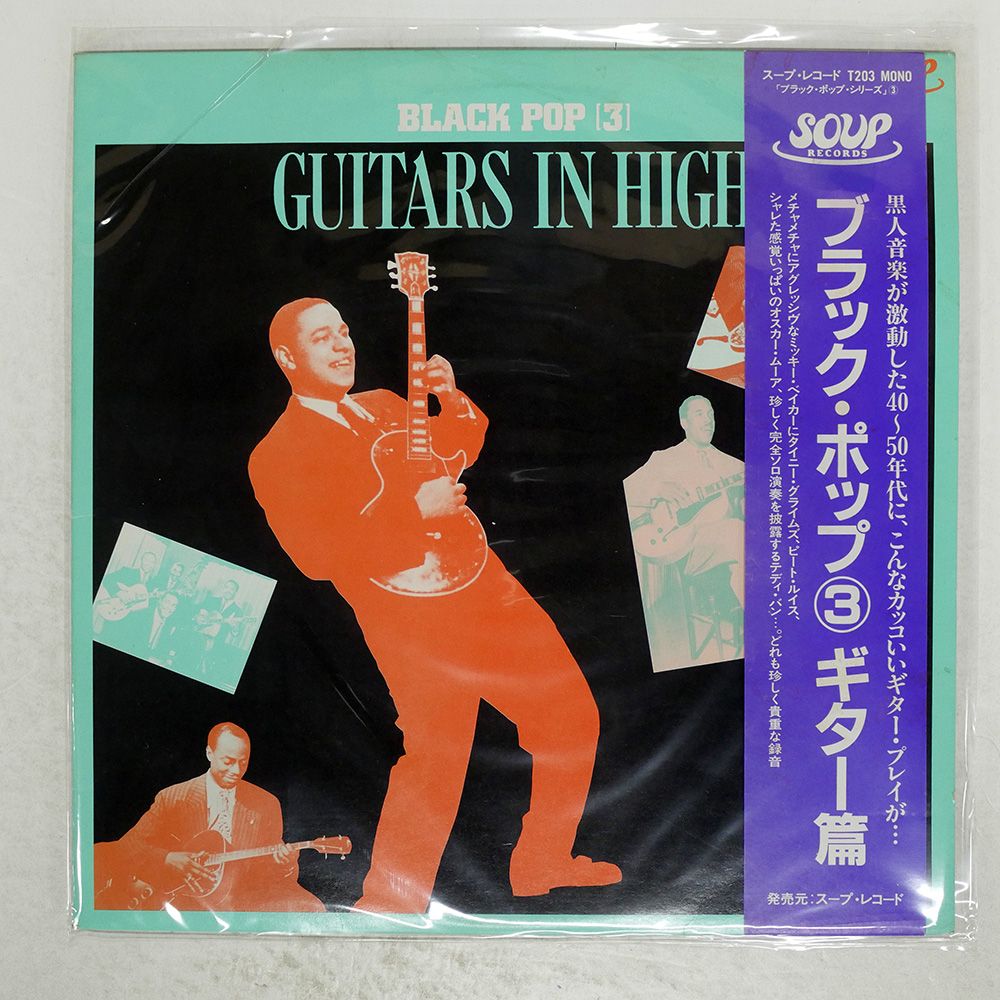 BLACK POP [3]
GUITARS IN HIGH
スープ・レコード T203 MONO
「ブラック・ポップ・シリーズ」③
SOUP
RECORDS
黒人音楽が激動した40〜50年代に、こんなカッコいいギター・プレイが…
ブラック・ポップ③ギター篇
メチャメチャにアグレッシヴなミッキー・ベイカーにタイニー・グライムズ、ピート・ルイス、
シャレた感覚いっぱいのオスカー・ムーア、珍しく完全ソロ演奏を披露するテディ・バン…。どれも珍しく貴重な録音
発売元:スープ・レコード